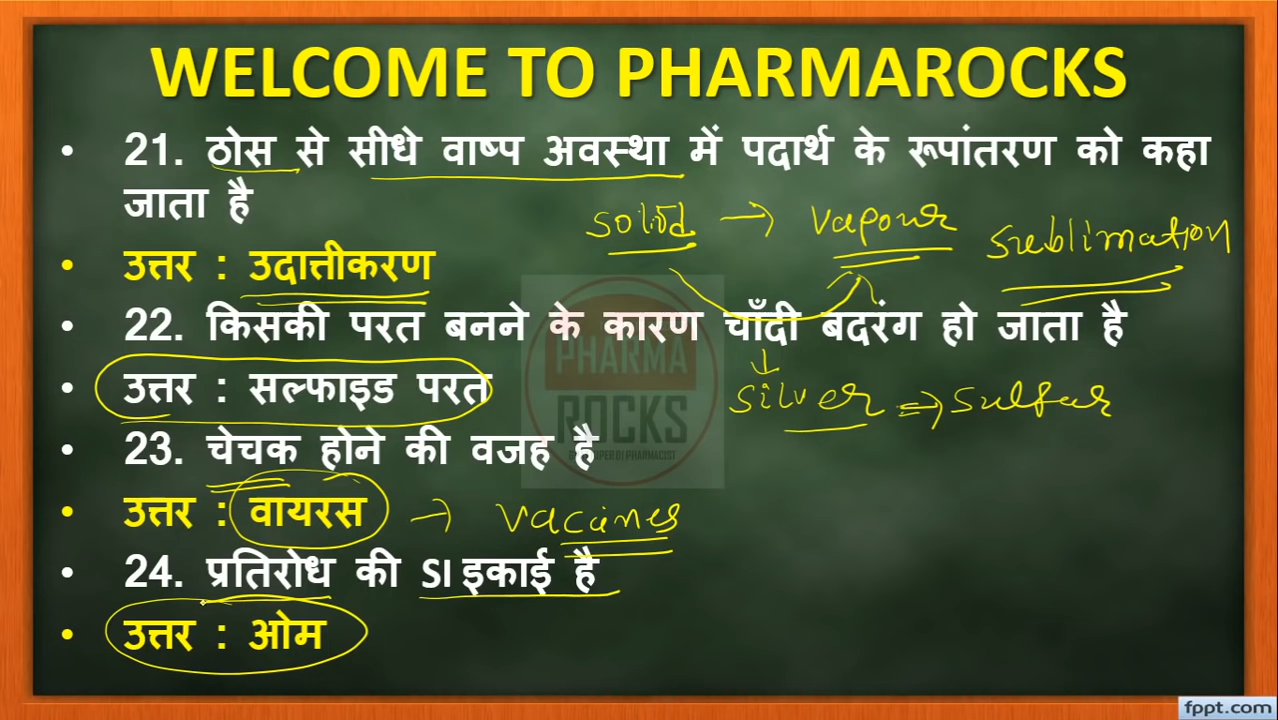 WELCOME TO PHARMAROCKS
• 21. ठोस से सीधे वाष्प अवस्था में पदार्थ के रूपांतरण को कहा
जाता है
solid → vapour sublimation
• उत्तर : उदात्तीकरण
• 22. किसकी परत बनने के कारण चाँदी बदरंग हो जाता है
• उत्तर : सल्फाइड परत
silver ⇒ sulfur
• 23. चेचक होने की वजह है
• उत्तर : वायरस → vaccines
• 24. प्रतिरोध की SI इकाई है
• उत्तर : ओम
PHARMA
ROCKS
fppt.com